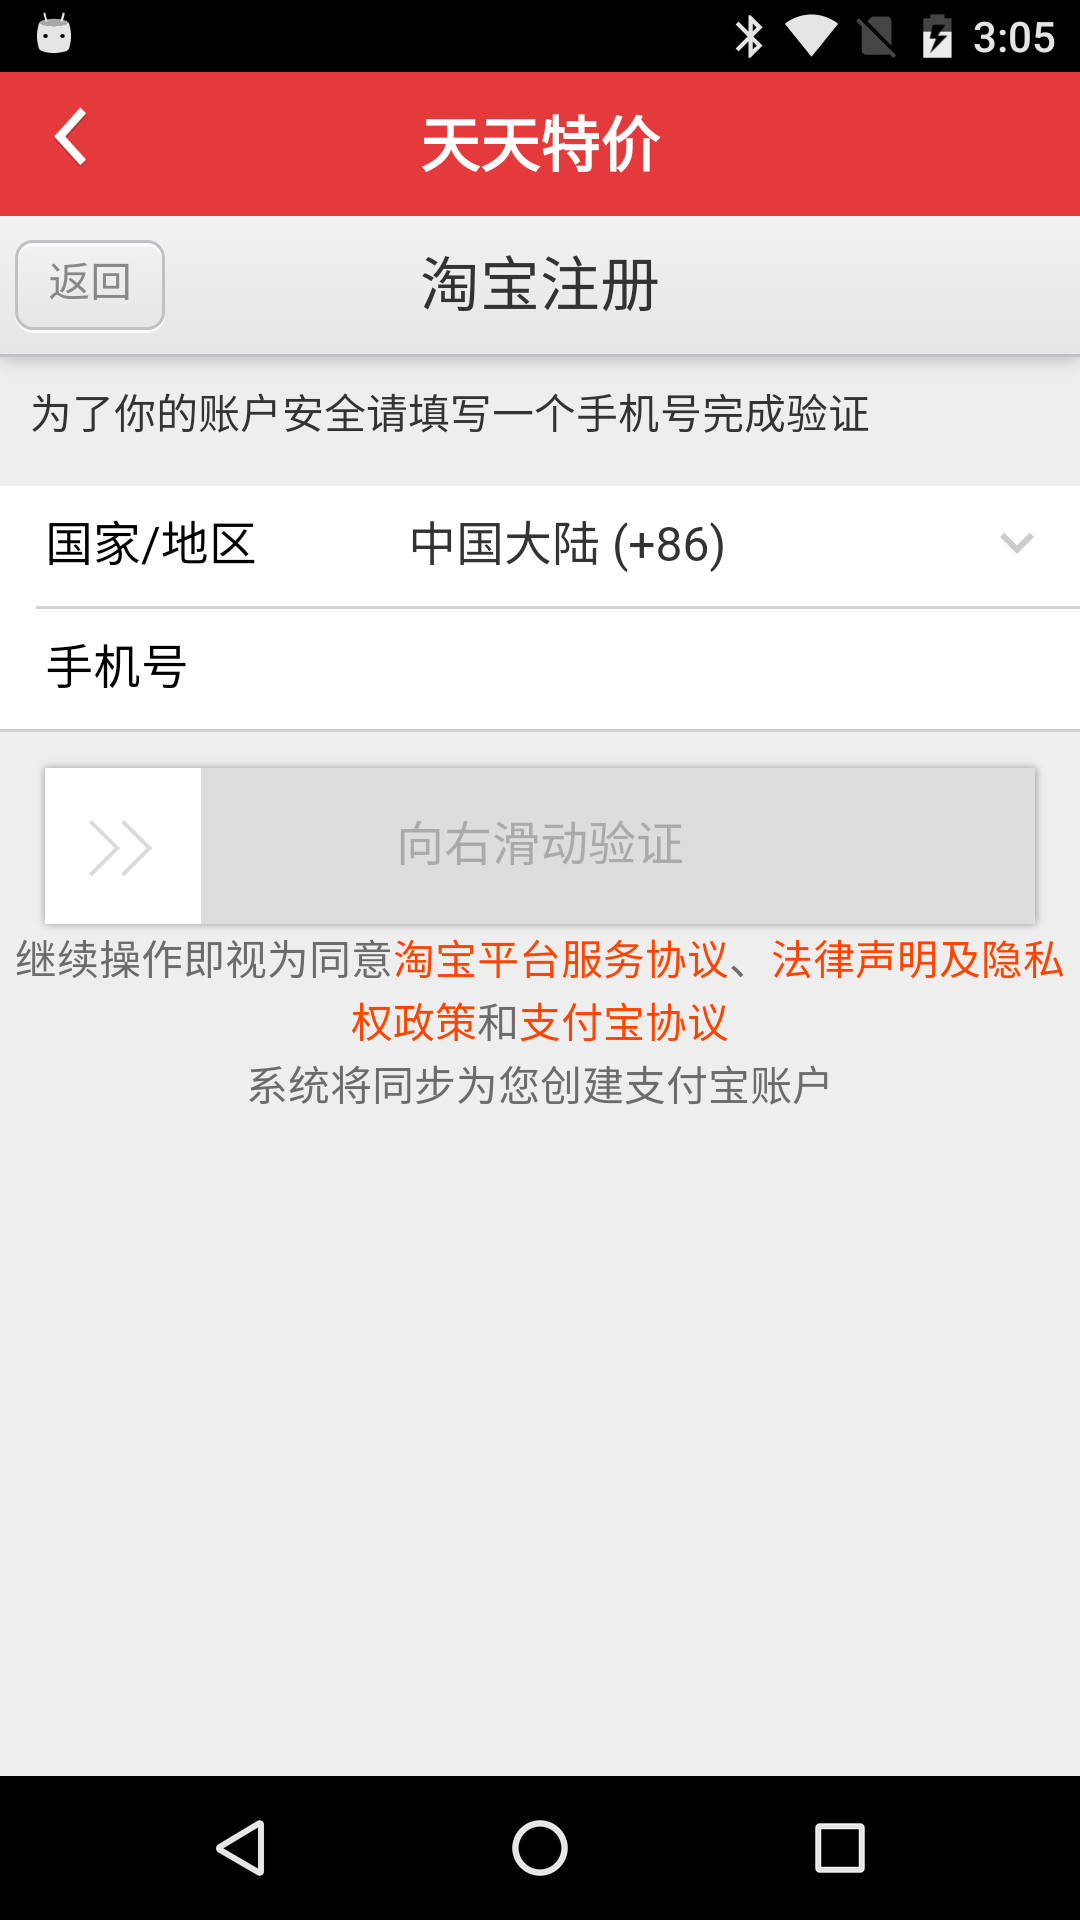 3:05
天天特价
返回
淘宝注册
为了你的账户安全请填写一个手机号完成验证
国家/地区 中国大陆 (+86)
手机号
向右滑动验证
继续操作即视为同意淘宝平台服务协议、法律声明及隐私
权政策和支付宝协议
系统将同步为您创建支付宝账户